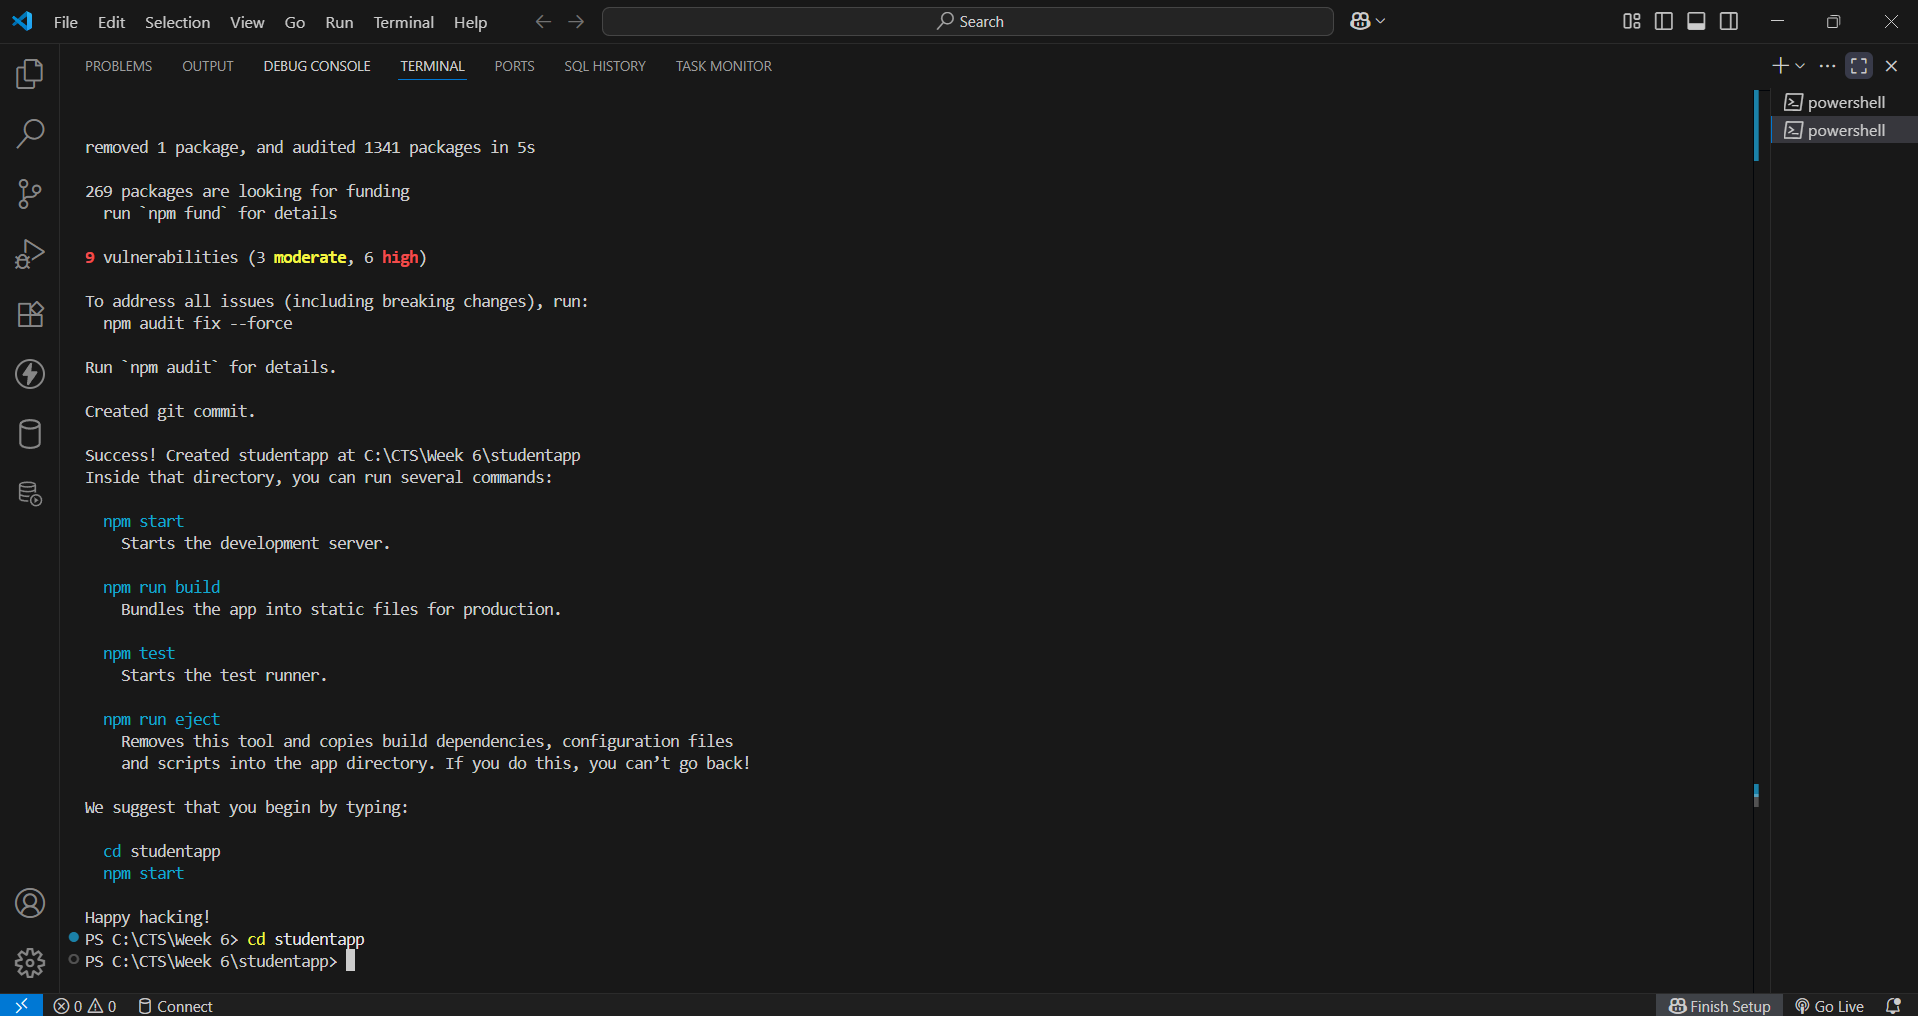 File Edit Selection View Go Run Terminal Help Search
PROBLEMS OUTPUT DEBUG CONSOLE TERMINAL PORTS SQL HISTORY TASK MONITOR
powershell
powershell
removed 1 package, and audited 1341 packages in 5s
269 packages are looking for funding
run `npm fund` for details
9 vulnerabilities (3 moderate, 6 high)
To address all issues (including breaking changes), run:
npm audit fix --force
Run `npm audit` for details.
Created git commit.
Success! Created studentapp at C:\CTS\Week 6\studentapp
Inside that directory, you can run several commands:
npm start
Starts the development server.
npm run build
Bundles the app into static files for production.
npm test
Starts the test runner.
npm run eject
Removes this tool and copies build dependencies, configuration files
and scripts into the app directory. If you do this, you can’t go back!
We suggest that you begin by typing:
cd studentapp
npm start
Happy hacking!
PS C:\CTS\Week 6> cd studentapp
PS C:\CTS\Week 6\studentapp>
0 0 Connect Finish Setup Go Live